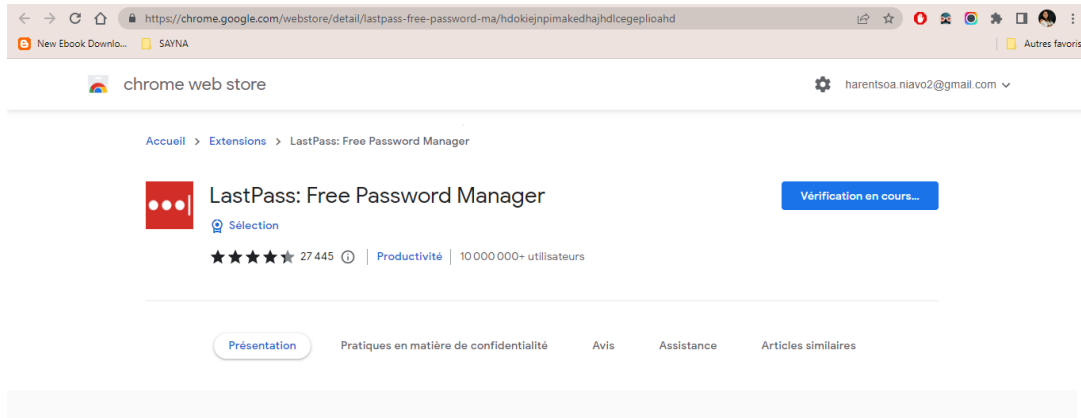 https://chrome.google.com/webstore/detail/lastpass-free-password-ma/hdokiejnpimakedhajhdlcegeplioahd
New Ebook Downlo... SAYNA Autres favoris
chrome web store harentsoa.niavo2@gmail.com
Accueil > Extensions > LastPass: Free Password Manager
LastPass: Free Password Manager
Vérification en cours...
Sélection
27 445 Productivité 10 000 000+ utilisateurs
Présentation Pratiques en matière de confidentialité Avis Assistance Articles similaires